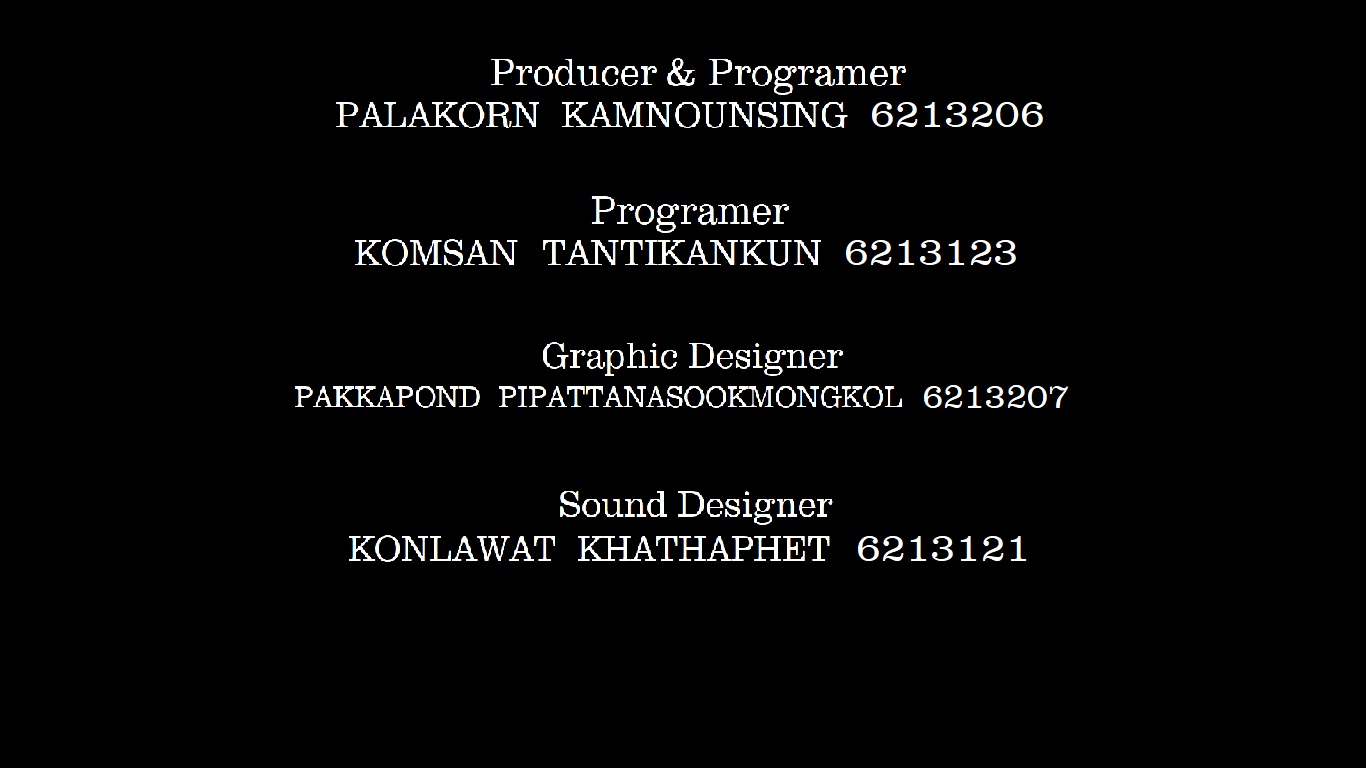 Producer & Programer
PALAKORN KAMNOUNSING 6213206
Programer
KOMSAN TANTIKANKUN 6213123
Graphic Designer
PAKKAPOND PIPATTANASOOKMONGKOL 6213207
Sound Designer
KONLAWAT KHATHAPHET 6213121